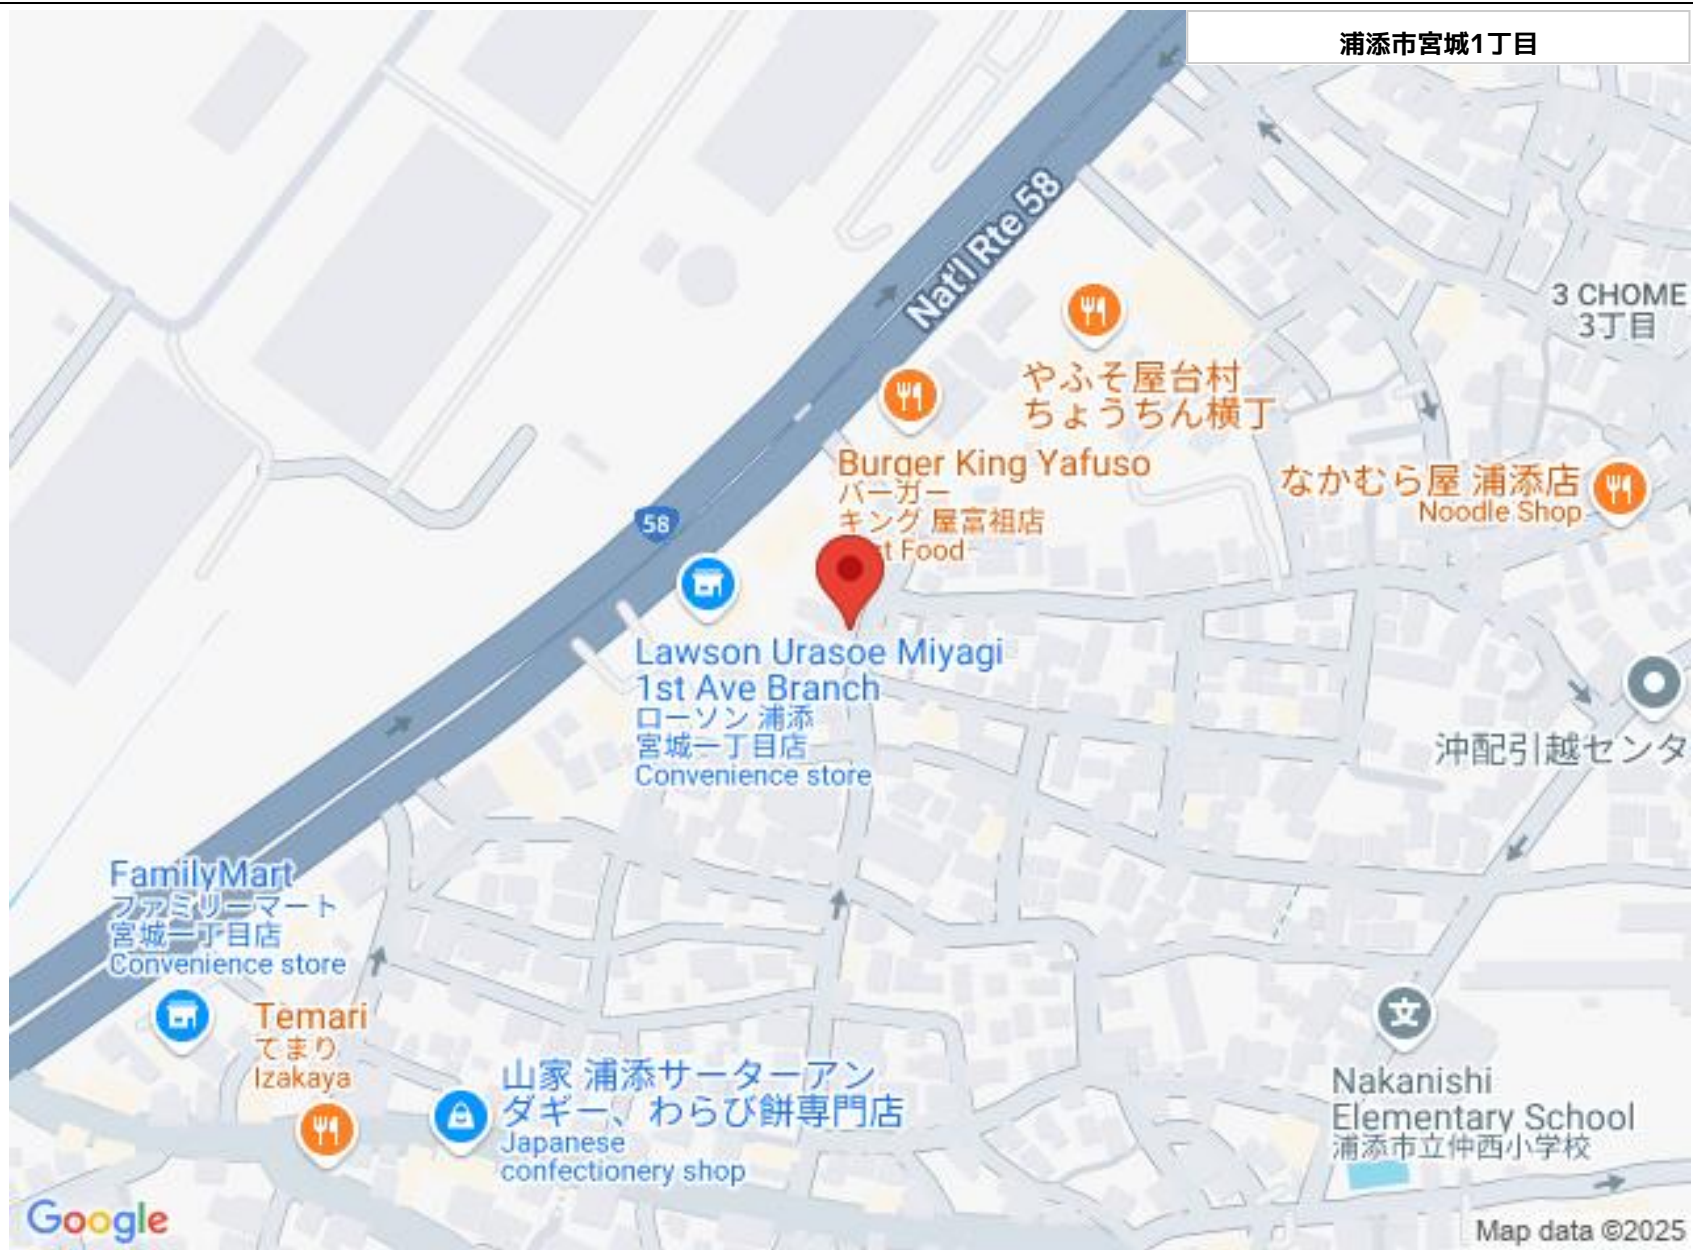 浦添市宮城1丁目
Nat'l Rte 58
3 CHOME
3丁目
やふそ屋台村
ちょうちん横丁
Burger King Yafuso
バーガー
キング 屋富祖店
Food
なかむら屋 浦添店
Noodle Shop
58
Lawson Urasoe Miyagi
1st Ave Branch
ローソン 浦添
宮城一丁目店
Convenience store
沖配引越センタ
FamilyMart
ファミリーマート
宮城一丁目店
Convenience store
Temari
てまり
Izakaya
山家 浦添サーターアン
ダギー、わらび餅専門店
Japanese
confectionery shop
文
Nakanishi
Elementary School
浦添市立仲西小学校
Google
Map data ©2025